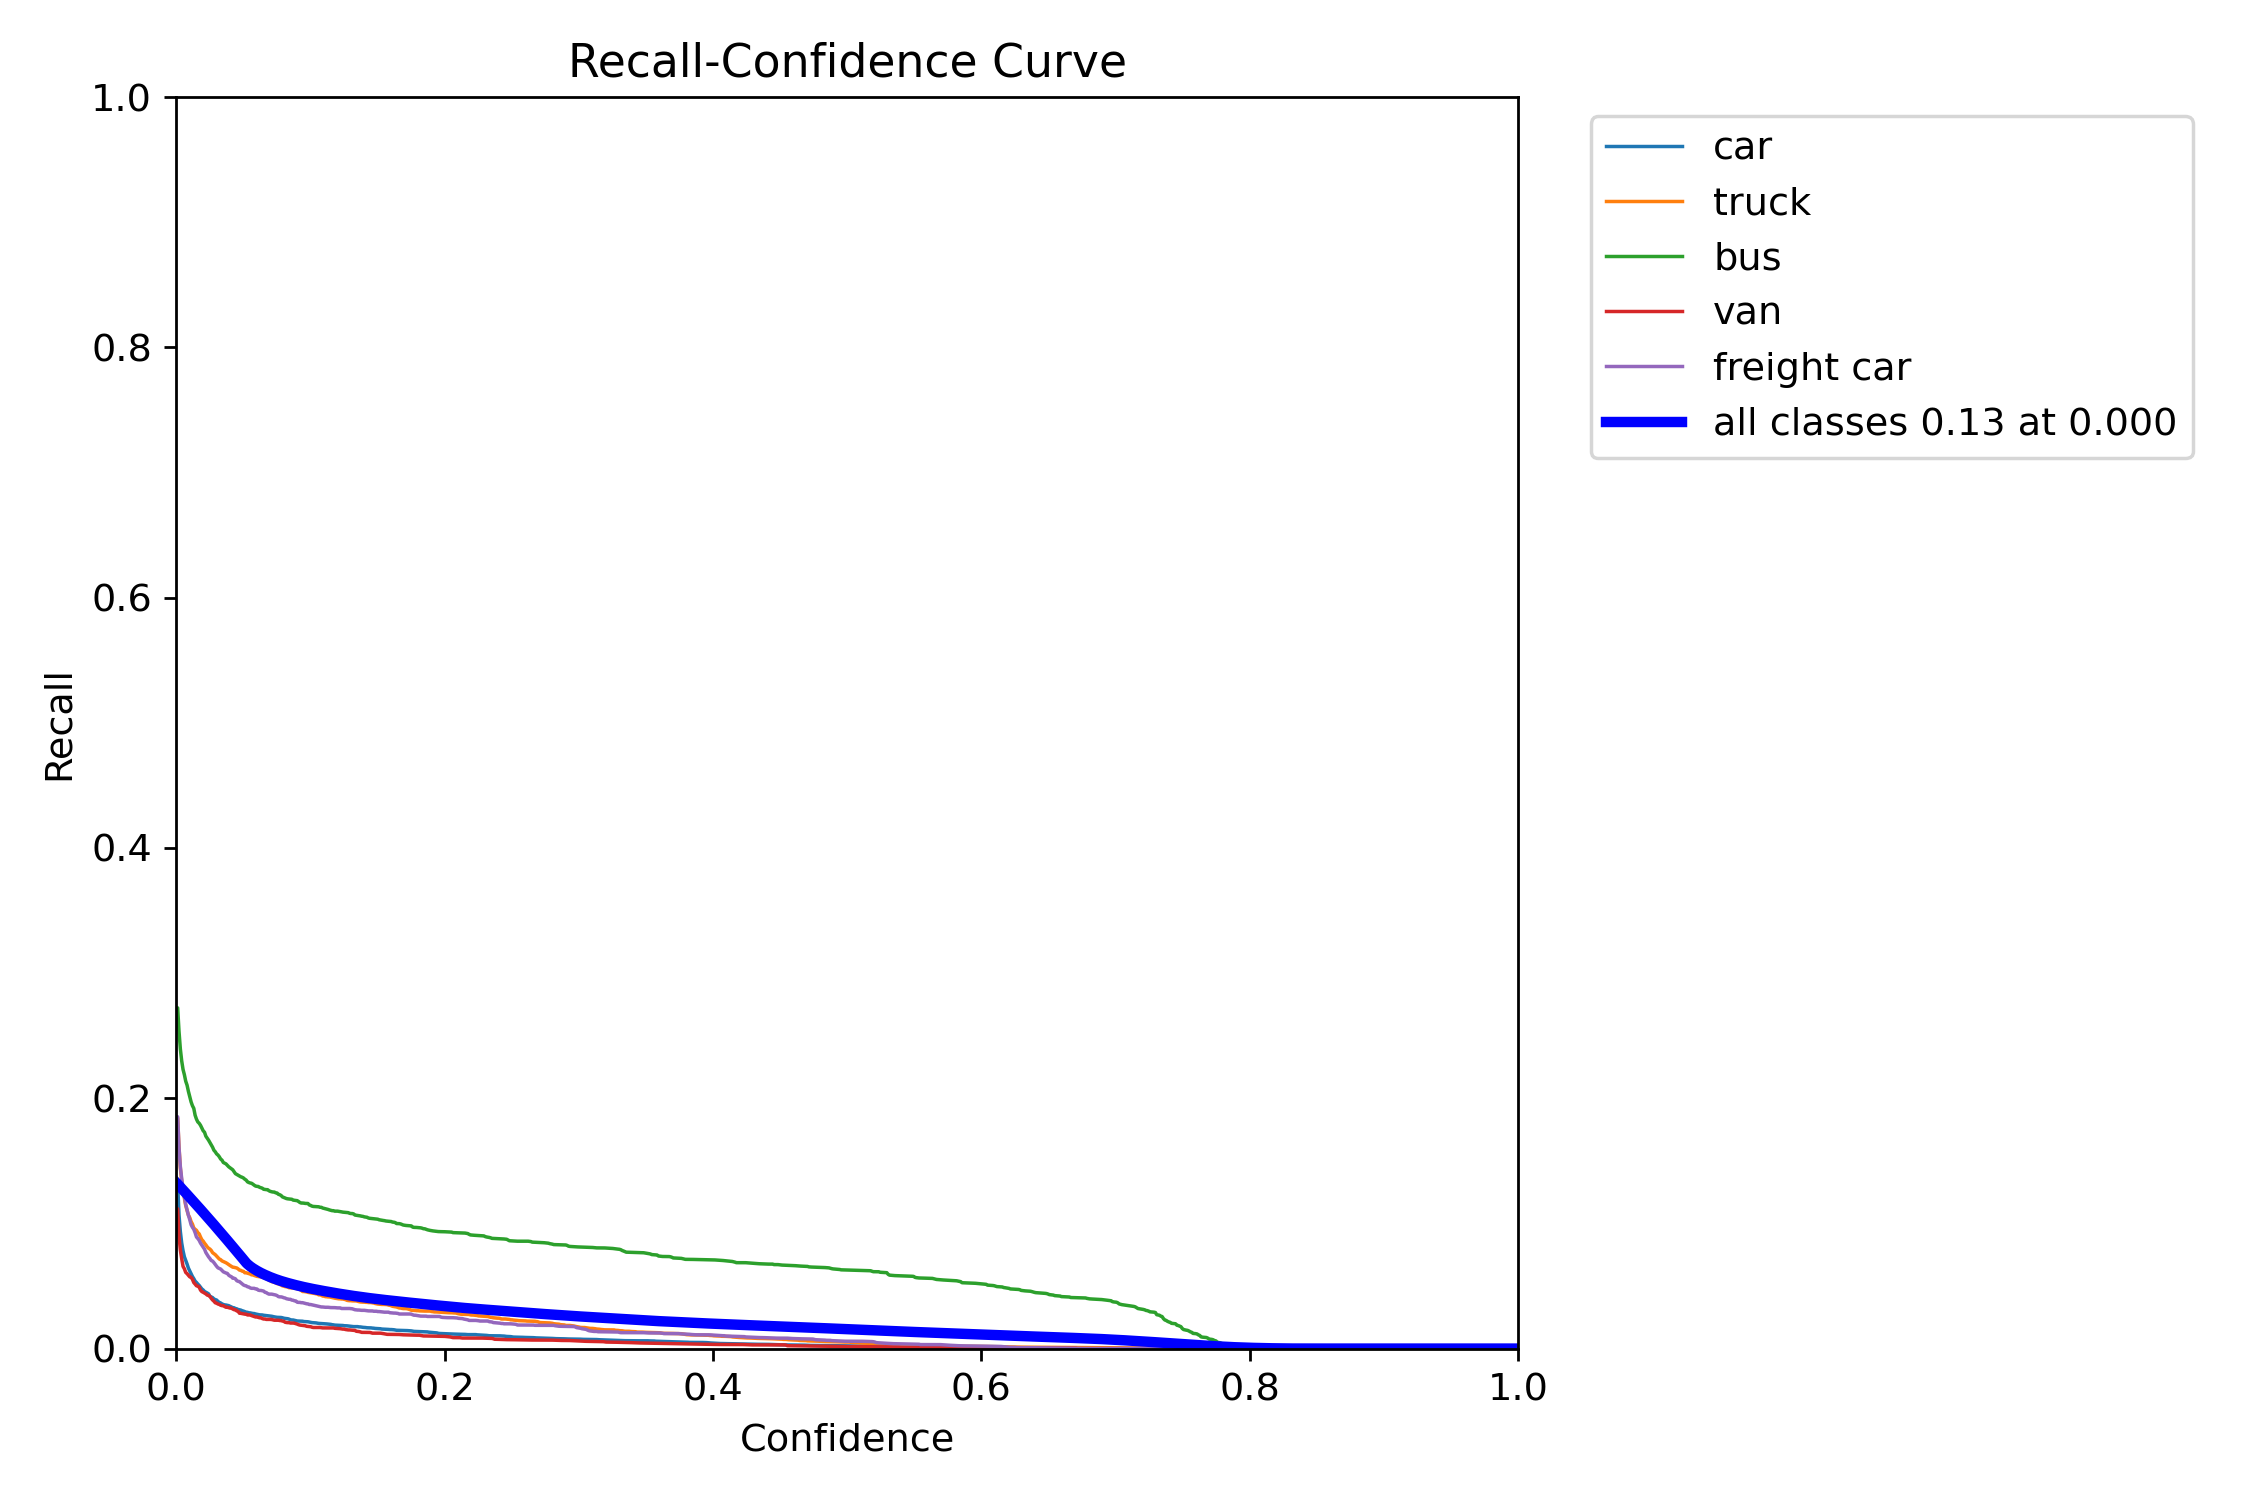 Recall-Confidence Curve
1.0
0.8
0.6
0.4
0.2
0.0
Recall
0.0 0.2 0.4 0.6 0.8 1.0
Confidence
car
truck
bus
van
freight car
all classes 0.13 at 0.000